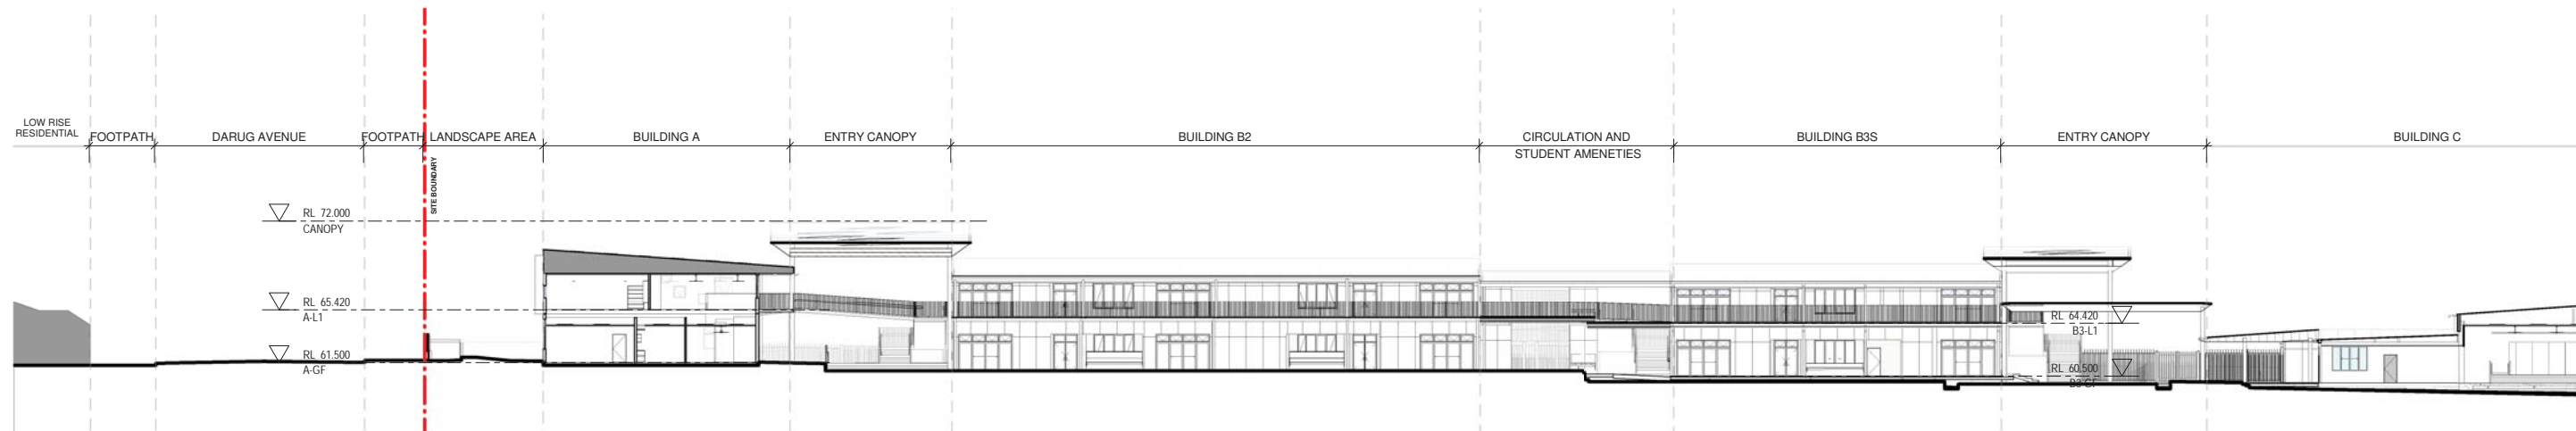 LOW RISE
RESIDENTIAL
FOOTPATH
DARUG AVENUE
FOOTPATH
LANDSCAPE AREA
BUILDING A
ENTRY CANOPY
BUILDING B2
CIRCULATION AND
STUDENT AMENETIES
BUILDING B3S
ENTRY CANOPY
BUILDING C
SITE BOUNDARY
RL 72.000
CANOPY
RL 65.420
A-L1
RL 61.500
A-GF
RL 64.420
B3-L1
RL 60.500
B3-GF